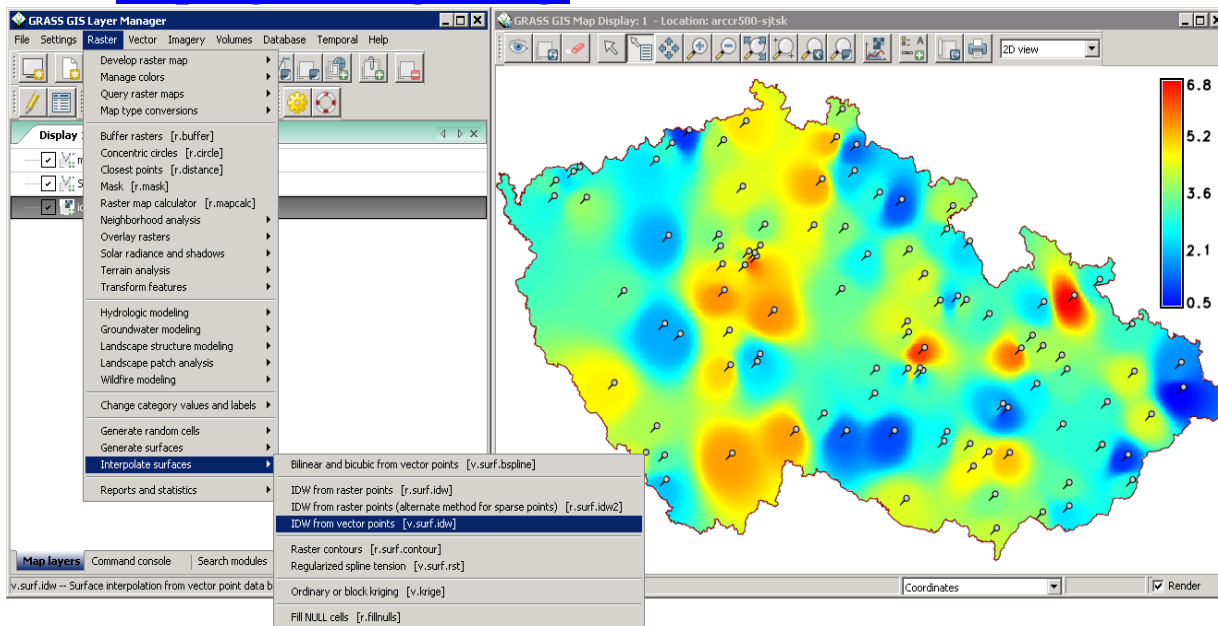 GRASS GIS Layer Manager
File Settings Raster Vector Imagery Volumes Database Temporal Help
Develop raster map
Manage colors
Query raster maps
Map type conversions
Buffer rasters [r.buffer]
Concentric circles [r.circle]
Closest points [r.distance]
Mask [r.mask]
Raster map calculator [r.mapcalc]
Neighborhood analysis
Overlay rasters
Solar radiance and shadows
Terrain analysis
Transform features
Hydrologic modeling
Groundwater modeling
Landscape structure modeling
Landscape patch analysis
Wildfire modeling
Change category values and labels
Generate random cells
Generate surfaces
Interpolate surfaces
Reports and statistics
Display
Bilinear and bicubic from vector points [v.surf.bspline]
IDW from raster points [r.surf.idw]
IDW from raster points (alternate method for sparse points) [r.surf.idw2]
IDW from vector points [v.surf.idw]
Raster contours [r.surf.contour]
Regularized spline tension [v.surf.rst]
Ordinary or block kriging [v.krige]
Fill NULL cells [r.fillnulls]
Map layers Command console Search modules
v.surf.idw -- Surface interpolation from vector point data b
GRASS GIS Map Display: 1 - Location: arccr500-sjtsk
2D view
6.8
5.2
3.6
2.1
0.5
Coordinates
Render